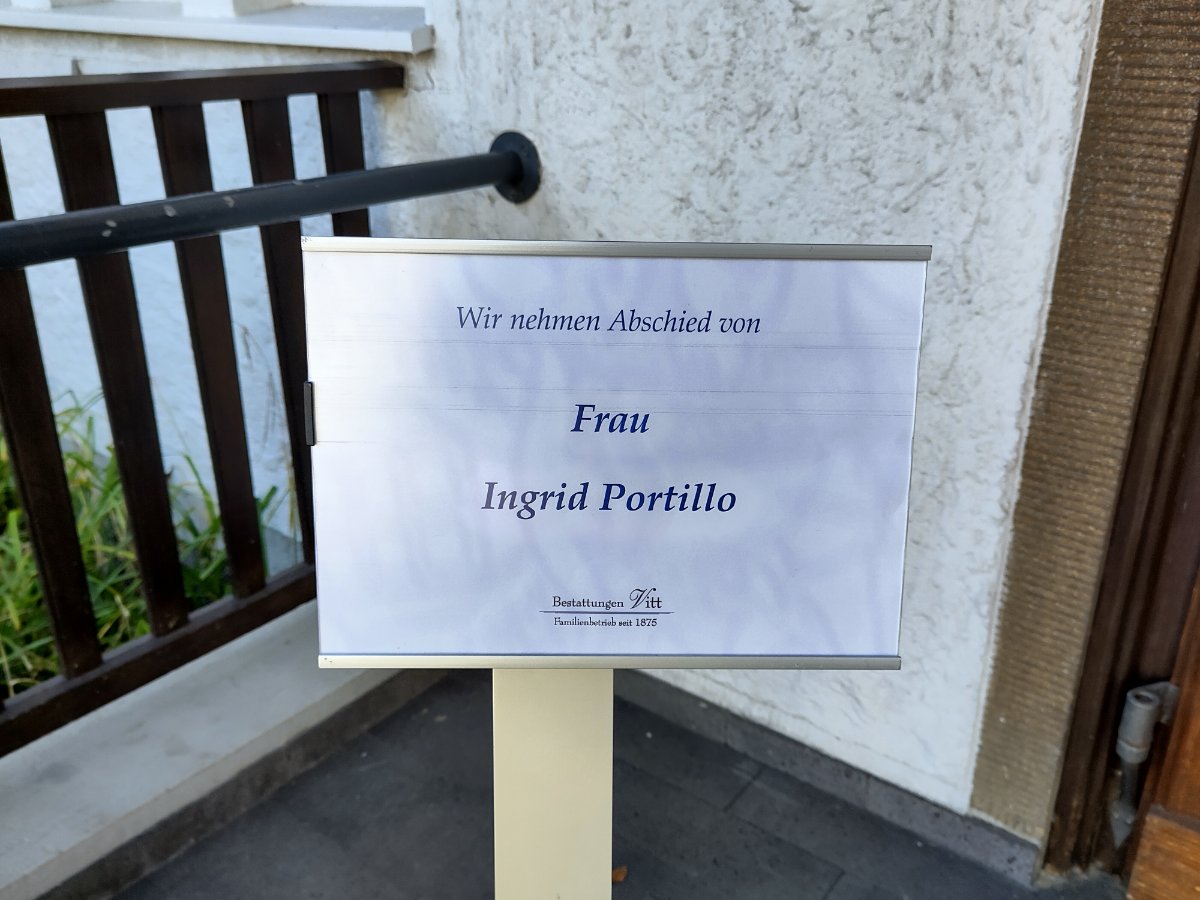 Wir nehmen Abschied von
Frau
Ingrid Portillo
Bestattungen Vitt
Familienbetrieb seit 1875